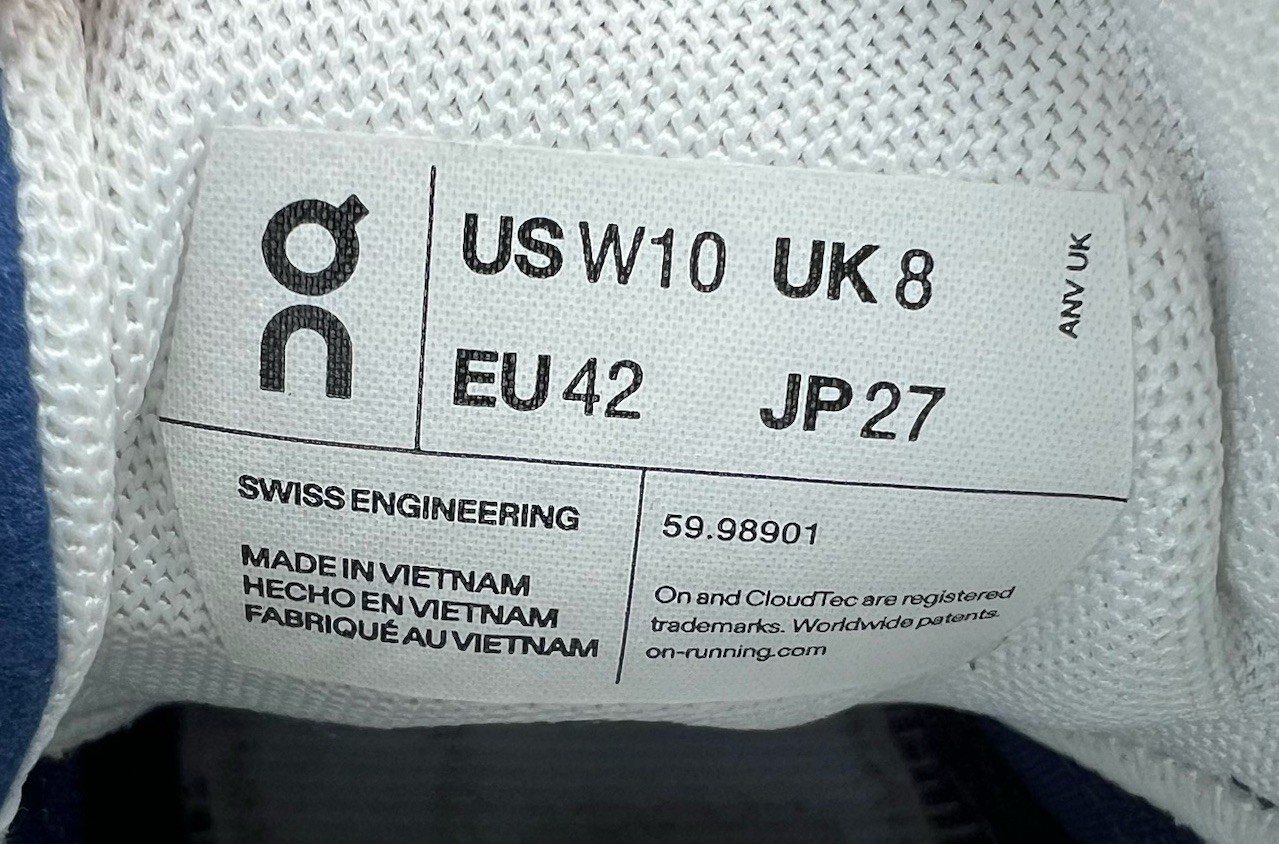 On
US W10 UK 8
EU 42 JP 27
ANV UK
SWISS ENGINEERING
MADE IN VIETNAM
HECHO EN VIETNAM
FABRIQUÉ AU VIETNAM
59.98901
On and CloudTec are registered
trademarks. Worldwide patents.
on-running.com